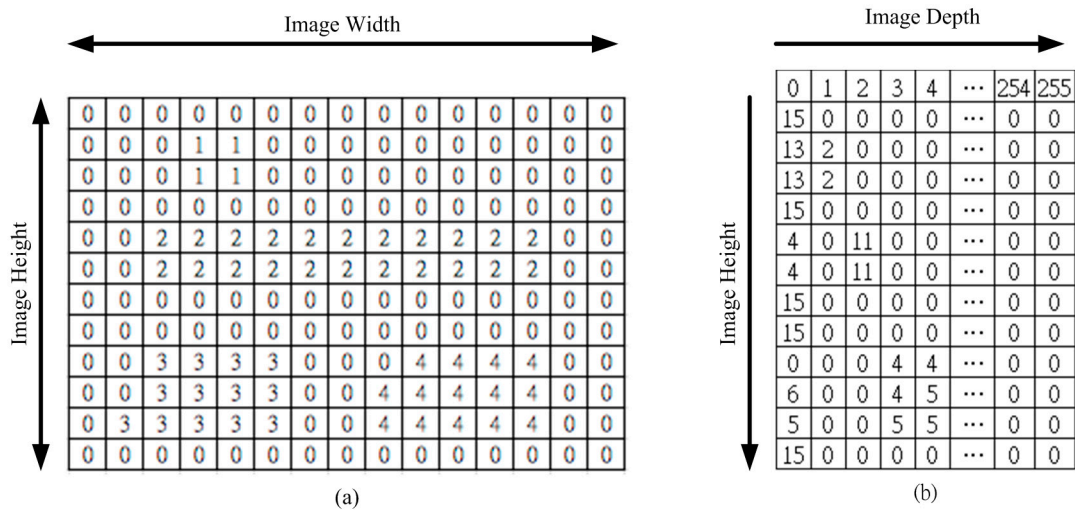 Image Width
Image Height
0 0 0 0 0 0 0 0 0 0 0 0 0 0 0
0 0 0 1 1 0 0 0 0 0 0 0 0 0 0
0 0 0 1 1 0 0 0 0 0 0 0 0 0 0
0 0 0 0 0 0 0 0 0 0 0 0 0 0 0
0 0 2 2 2 2 2 2 2 2 2 2 2 0 0
0 0 2 2 2 2 2 2 2 2 2 2 2 0 0
0 0 0 0 0 0 0 0 0 0 0 0 0 0 0
0 0 0 0 0 0 0 0 0 0 0 0 0 0 0
0 0 3 3 3 3 0 0 0 4 4 4 4 0 0
0 0 3 3 3 3 0 0 4 4 4 4 4 0 0
0 3 3 3 3 3 0 0 4 4 4 4 4 0 0
0 0 0 0 0 0 0 0 0 0 0 0 0 0 0
(a)
Image Depth
Image Height
0 1 2 3 4 ... 254 255
15 0 0 0 0 ... 0 0
13 2 0 0 0 ... 0 0
13 2 0 0 0 ... 0 0
15 0 0 0 0 ... 0 0
4 0 11 0 0 ... 0 0
4 0 11 0 0 ... 0 0
15 0 0 0 0 ... 0 0
15 0 0 0 0 ... 0 0
0 0 0 4 4 ... 0 0
6 0 0 4 5 ... 0 0
5 0 0 5 5 ... 0 0
15 0 0 0 0 ... 0 0
(b)